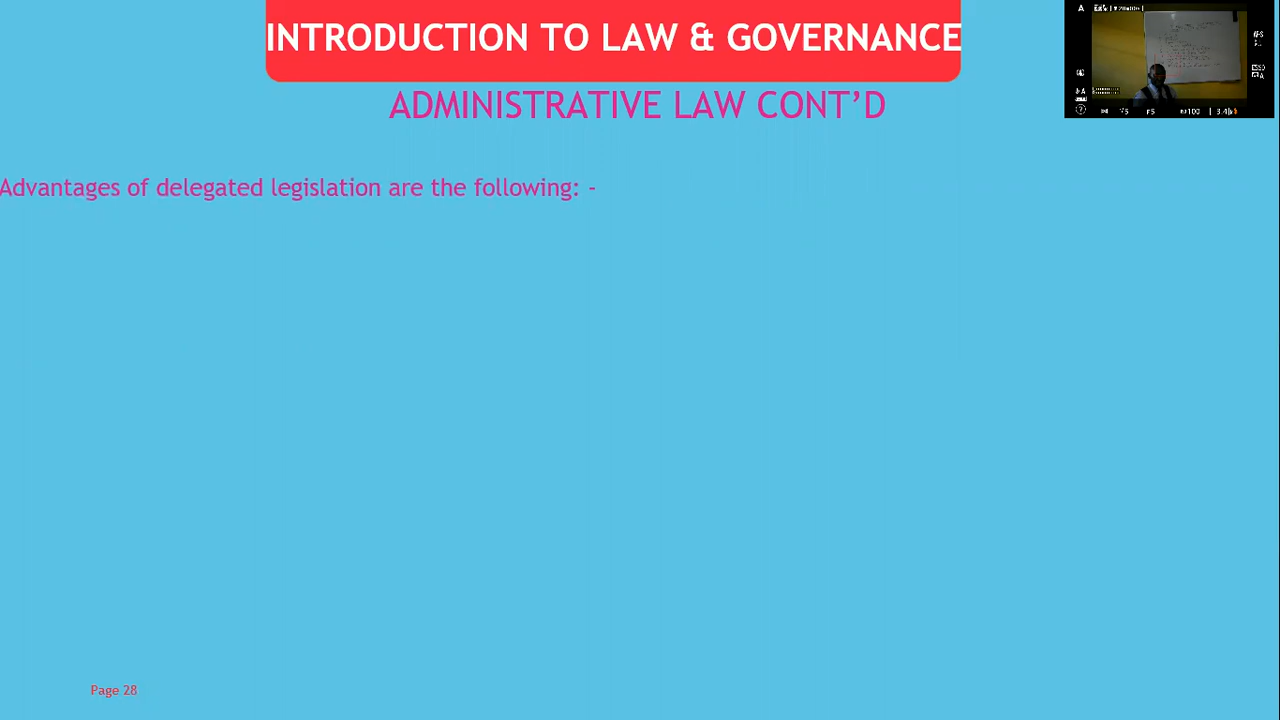 INTRODUCTION TO LAW & GOVERNANCE
ADMINISTRATIVE LAW CONT’D
Advantages of delegated legislation are the following: -
Page 28